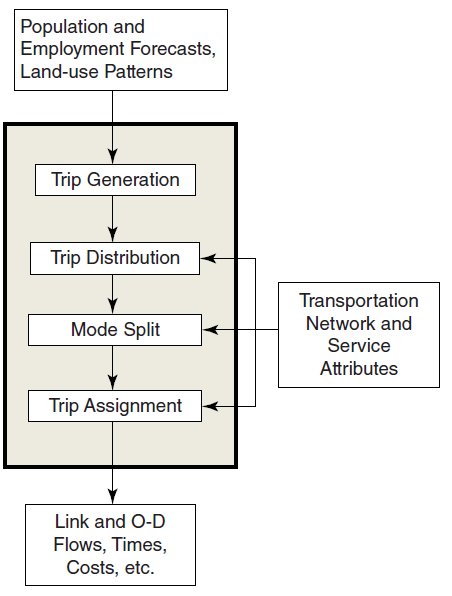 Population and
Employment Forecasts,
Land-use Patterns
Trip Generation
Trip Distribution
Mode Split
Trip Assignment
Transportation
Network and
Service
Attributes
Link and O-D
Flows, Times,
Costs, etc.